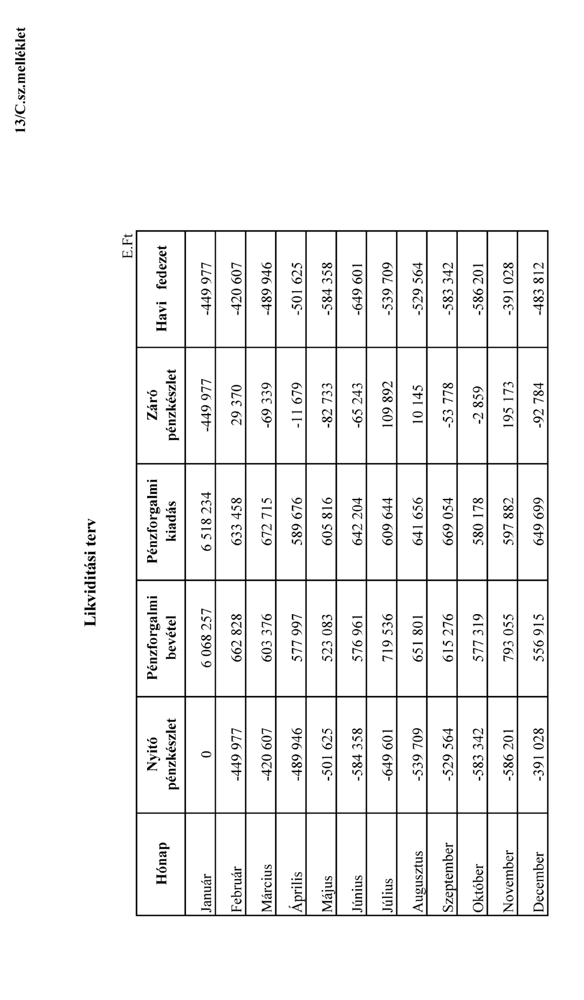 13/C.sz.melléklet
Likviditási terv
E.Ft
Hónap Nyitó pénzkészlet Pénzforgalmi bevétel Pénzforgalmi kiadás Záró pénzkészlet Havi fedezet
Január 0 6 068 257 6 518 234 -449 977 -449 977
Február -449 977 662 828 633 458 29 370 -420 607
Március -420 607 603 376 672 715 -69 339 -489 946
Április -489 946 577 997 589 676 -11 679 -501 625
Május -501 625 523 083 605 816 -82 733 -584 358
Június -584 358 576 961 642 204 -65 243 -649 601
Július -649 601 719 536 609 644 109 892 -539 709
Augusztus -539 709 651 801 641 656 10 145 -529 564
Szeptember -529 564 615 276 669 054 -53 778 -583 342
Október -583 342 577 319 580 178 -2 859 -586 201
November -586 201 793 055 597 882 195 173 -391 028
December -391 028 556 915 649 699 -92 784 -483 812